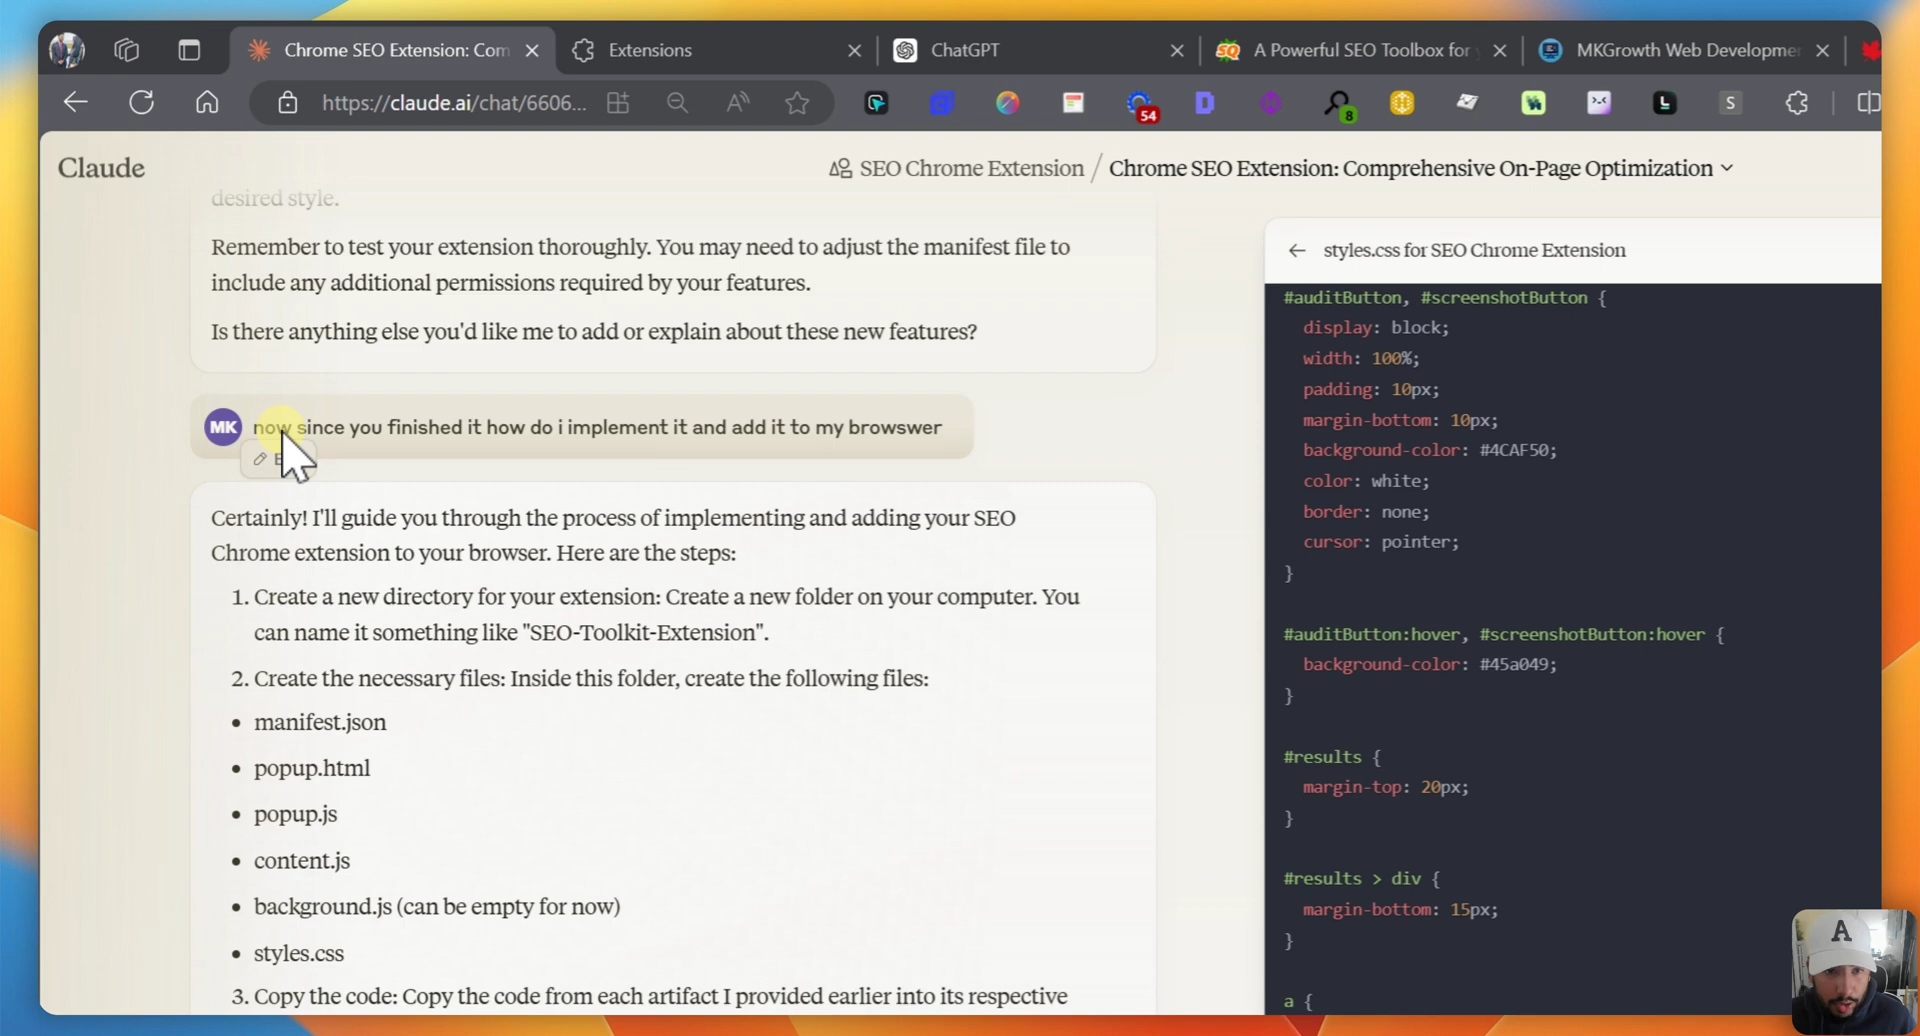 Chrome SEO Extension: Com
Extensions
ChatGPT
A Powerful SEO Toolbox for
MKGrowth Web Developme
https://claude.ai/chat/6606...
54
8
S
Claude
SEO Chrome Extension / Chrome SEO Extension: Comprehensive On-Page Optimization
desired style.
Remember to test your extension thoroughly. You may need to adjust the manifest file to
include any additional permissions required by your features.
Is there anything else you'd like me to add or explain about these new features?
MK now since you finished it how do i implement it and add it to my browswer
Certainly! I'll guide you through the process of implementing and adding your SEO
Chrome extension to your browser. Here are the steps:
1. Create a new directory for your extension: Create a new folder on your computer. You
can name it something like "SEO-Toolkit-Extension".
2. Create the necessary files: Inside this folder, create the following files:
• manifest.json
• popup.html
• popup.js
• content.js
• background.js (can be empty for now)
• styles.css
3. Copy the code: Copy the code from each artifact I provided earlier into its respective
styles.css for SEO Chrome Extension
#auditButton, #screenshotButton {
display: block;
width: 100%;
padding: 10px;
margin-bottom: 10px;
background-color: #4CAF50;
color: white;
border: none;
cursor: pointer;
}
#auditButton:hover, #screenshotButton:hover {
background-color: #45a049;
}
#results {
margin-top: 20px;
}
#results > div {
margin-bottom: 15px;
}
a {
A